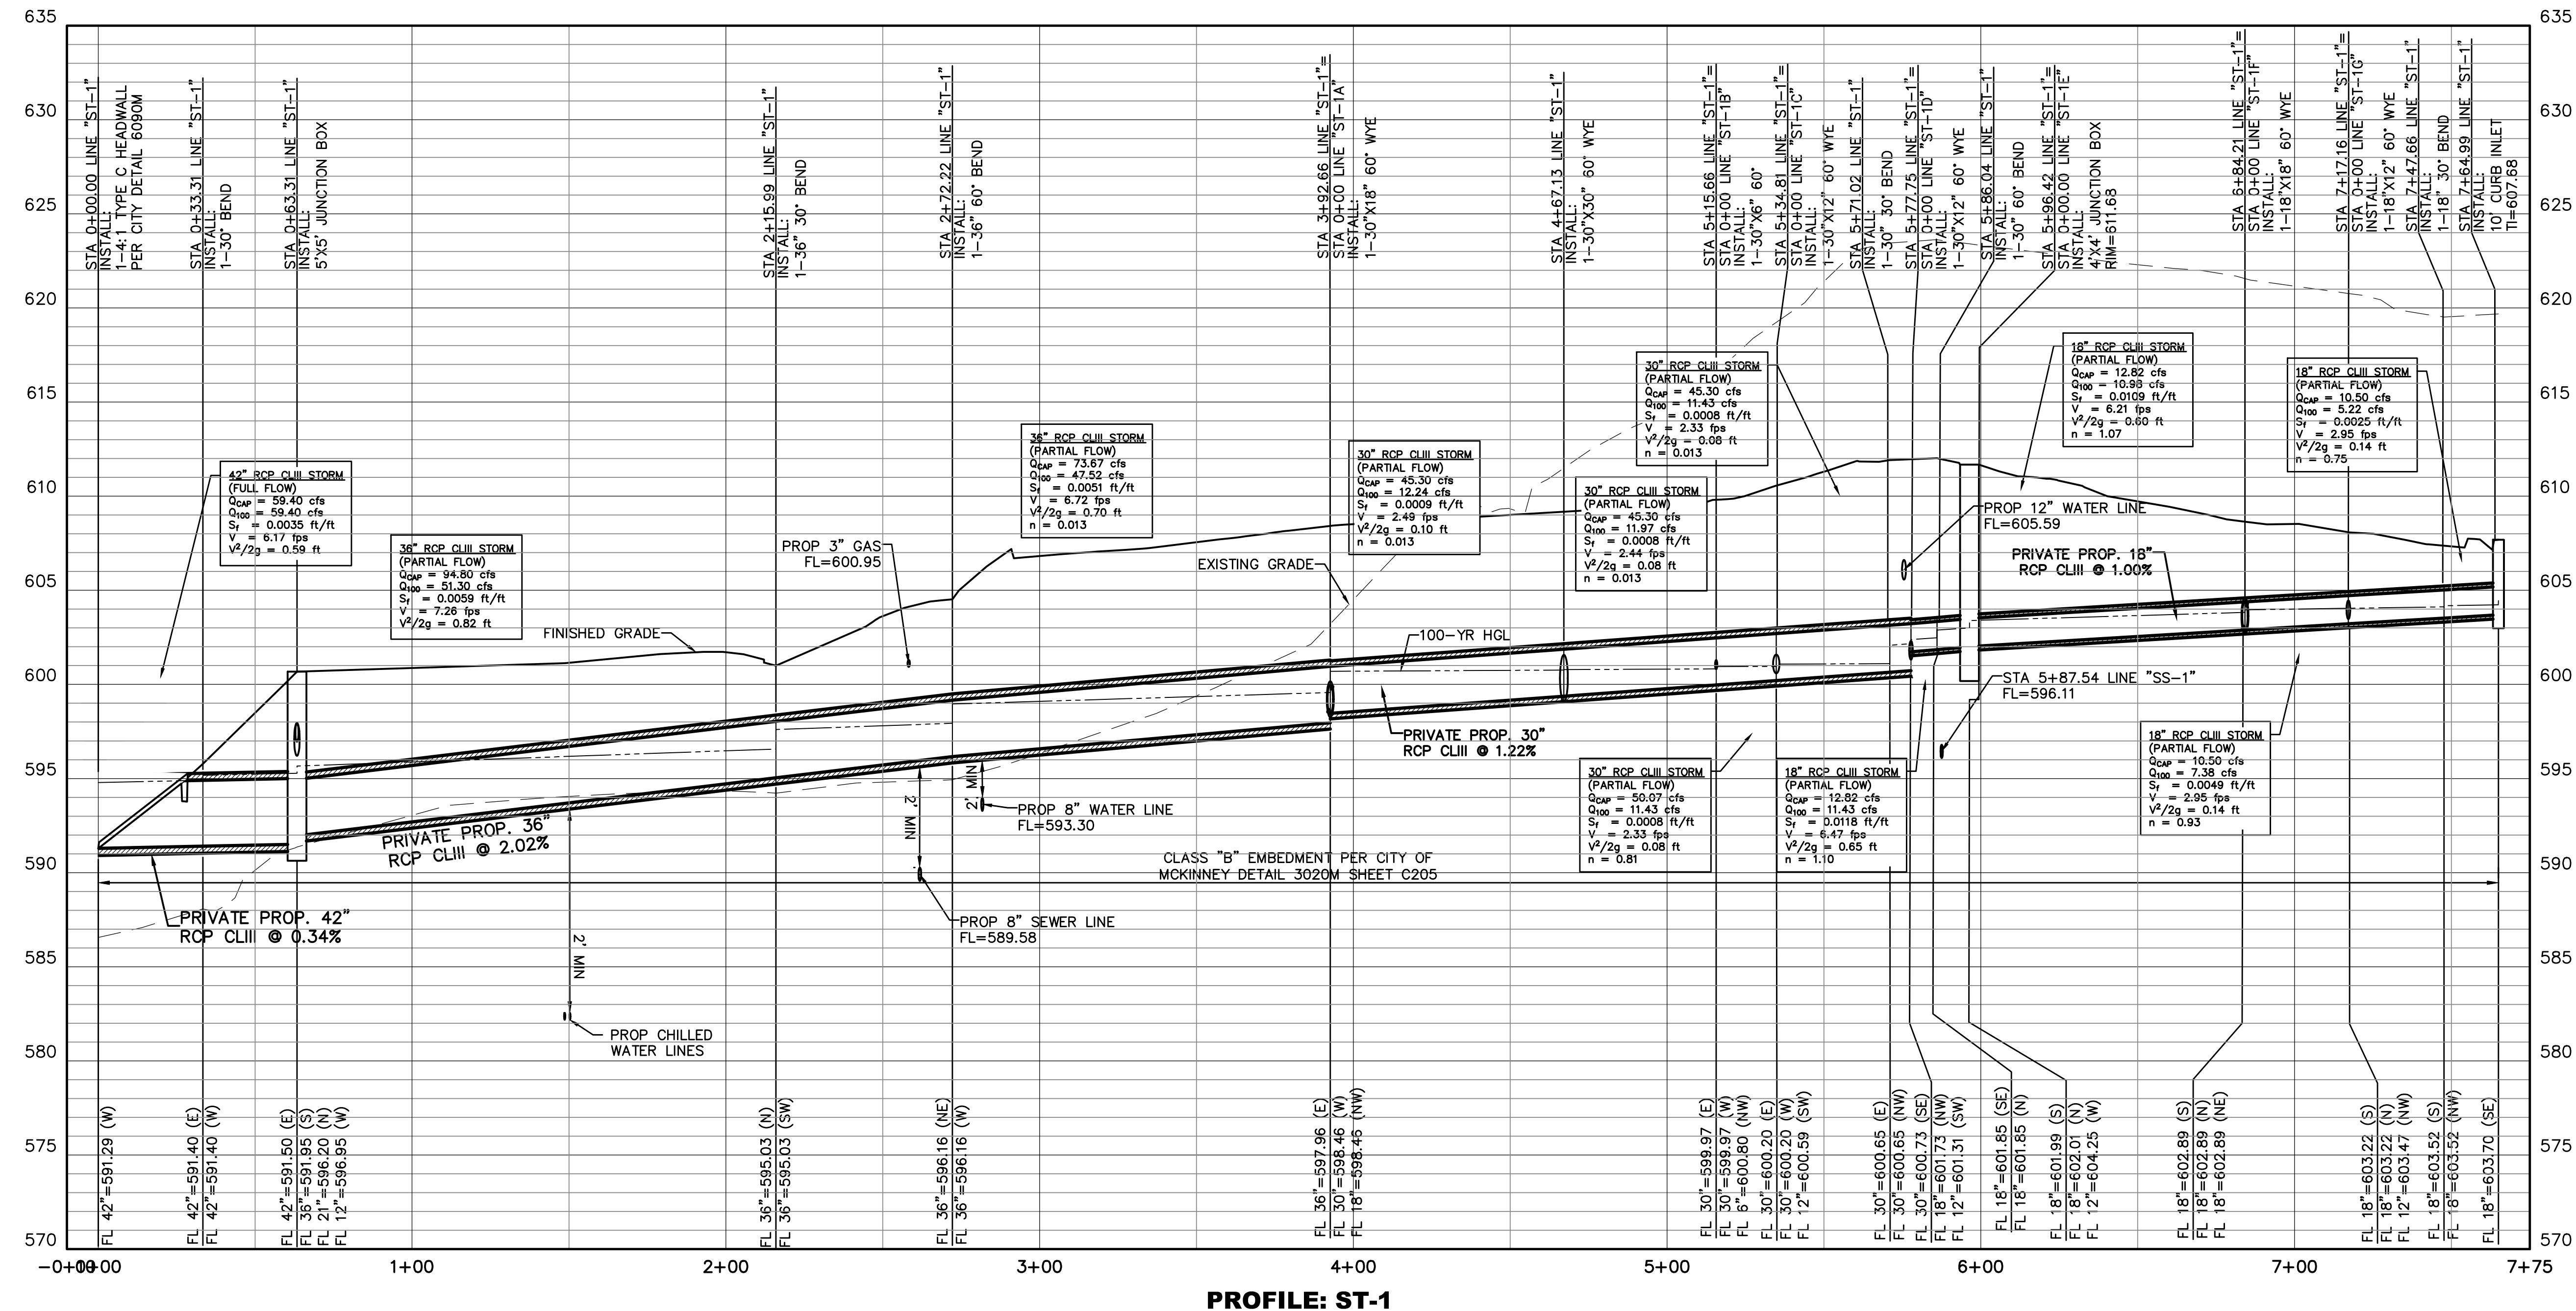 635
635
630
630
625
625
620
620
615
615
610
610
605
605
600
600
595
595
590
590
585
585
580
580
575
575
570
570
STA 0+00.00 LINE "ST-1"
INSTALL:
1-4:1 TYPE C HEADWALL
PER CITY DETAIL 6090M
STA 0+33.31 LINE "ST-1"
INSTALL:
1-30° BEND
STA 0+63.31 LINE "ST-1"
INSTALL:
5'X5' JUNCTION BOX
STA 2+15.99 LINE "ST-1"
INSTALL:
1-36" 30° BEND
STA 2+72.22 LINE "ST-1"
INSTALL:
1-36" 60° BEND
STA 3+92.66 LINE "ST-1"=
STA 0+00 LINE "ST-1A"
INSTALL:
1-30"X18" 60° WYE
STA 4+67.13 LINE "ST-1"
INSTALL:
1-30"X30" 60° WYE
STA 5+15.66 LINE "ST-1"=
STA 0+00 LINE "ST-1B"
INSTALL:
1-30"X6" 60°
STA 5+34.81 LINE "ST-1"=
STA 0+00 LINE "ST-1C"
INSTALL:
1-30"X12" 60° WYE
STA 5+71.02 LINE "ST-1"
INSTALL:
1-30" 30° BEND
STA 5+77.75 LINE "ST-1"=
STA 0+00 LINE "ST-1D"
INSTALL:
1-30"X12" 60° WYE
STA 5+86.04 LINE "ST-1"
INSTALL:
1-30" 60° BEND
STA 5+96.42 LINE "ST-1"=
STA 0+00.00 LINE "ST-1E"
INSTALL:
4'X4' JUNCTION BOX
RIM=611.68
STA 6+84.21 LINE "ST-1"=
STA 0+00 LINE "ST-1F"
INSTALL:
1-18"X18" 60° WYE
STA 7+17.16 LINE "ST-1"=
STA 0+00 LINE "ST-1G"
INSTALL:
1-18"X12" 60° WYE
STA 7+47.66 LINE "ST-1"
INSTALL:
1-18" 30° BEND
STA 7+64.99 LINE "ST-1"
INSTALL:
10' CURB INLET
TI=607.68
42" RCP CLIII STORM
(FULL FLOW)
QCAP = 59.40 cfs
Q100 = 59.40 cfs
Sf = 0.0035 ft/ft
V = 6.17 fps
V²/2g = 0.59 ft
36" RCP CLIII STORM
(PARTIAL FLOW)
QCAP = 94.80 cfs
Q100 = 51.30 cfs
Sf = 0.0059 ft/ft
V = 7.26 fps
V²/2g = 0.82 ft
36" RCP CLIII STORM
(PARTIAL FLOW)
QCAP = 73.67 cfs
Q100 = 47.52 cfs
Sf = 0.0051 ft/ft
V = 6.72 fps
V²/2g = 0.70 ft
n = 0.013
30" RCP CLIII STORM
(PARTIAL FLOW)
QCAP = 45.30 cfs
Q100 = 12.24 cfs
Sf = 0.0009 ft/ft
V = 2.49 fps
V²/2g = 0.10 ft
n = 0.013
30" RCP CLIII STORM
(PARTIAL FLOW)
QCAP = 45.30 cfs
Q100 = 11.97 cfs
Sf = 0.0008 ft/ft
V = 2.44 fps
V²/2g = 0.08 ft
n = 0.013
30" RCP CLIII STORM
(PARTIAL FLOW)
QCAP = 45.30 cfs
Q100 = 11.43 cfs
Sf = 0.0008 ft/ft
V = 2.33 fps
V²/2g = 0.08 ft
n = 0.013
18" RCP CLIII STORM
(PARTIAL FLOW)
QCAP = 12.82 cfs
Q100 = 10.98 cfs
Sf = 0.0109 ft/ft
V = 6.21 fps
V²/2g = 0.60 ft
n = 1.07
18" RCP CLIII STORM
(PARTIAL FLOW)
QCAP = 10.50 cfs
Q100 = 5.22 cfs
Sf = 0.0025 ft/ft
V = 2.95 fps
V²/2g = 0.14 ft
n = 0.75
PROP 3" GAS
FL=600.95
FINISHED GRADE
EXISTING GRADE
100-YR HGL
PROP 12" WATER LINE
FL=605.59
PRIVATE PROP. 18"
RCP CLIII @ 1.00%
STA 5+87.54 LINE "SS-1"
FL=596.11
PRIVATE PROP. 30"
RCP CLIII @ 1.22%
30" RCP CLIII STORM
(PARTIAL FLOW)
QCAP = 50.07 cfs
Q100 = 11.43 cfs
Sf = 0.0008 ft/ft
V = 2.33 fps
V²/2g = 0.08 ft
n = 0.81
18" RCP CLIII STORM
(PARTIAL FLOW)
QCAP = 12.82 cfs
Q100 = 11.43 cfs
Sf = 0.0118 ft/ft
V = 6.47 fps
V²/2g = 0.65 ft
n = 1.10
18" RCP CLIII STORM
(PARTIAL FLOW)
QCAP = 10.50 cfs
Q100 = 7.38 cfs
Sf = 0.0049 ft/ft
V = 2.95 fps
V²/2g = 0.14 ft
n = 0.93
2' MIN
2' MIN
PROP 8" WATER LINE
FL=593.30
PRIVATE PROP. 36"
RCP CLIII @ 2.02%
CLASS "B" EMBEDMENT PER CITY OF
MCKINNEY DETAIL 3020M SHEET C205
PRIVATE PROP. 42"
RCP CLIII @ 0.34%
PROP 8" SEWER LINE
FL=589.58
2' MIN
PROP CHILLED
WATER LINES
FL 42"=591.29 (W)
FL 42"=591.40 (E)
FL 42"=591.40 (W)
FL 42"=591.50 (E)
FL 36"=591.95 (S)
FL 21"=596.20 (N)
FL 12"=596.95 (W)
FL 36"=595.03 (N)
FL 36"=595.03 (SW)
FL 36"=596.16 (NE)
FL 36"=596.16 (W)
FL 36"=597.96 (E)
FL 30"=598.46 (W)
FL 18"=598.46 (NW)
FL 30"=599.97 (E)
FL 30"=599.97 (W)
FL 6"=600.80 (NW)
FL 30"=600.20 (E)
FL 30"=600.20 (W)
FL 12"=600.59 (SW)
FL 30"=600.65 (E)
FL 30"=600.65 (NW)
FL 30"=600.73 (SE)
FL 18"=601.73 (NW)
FL 12"=601.31 (SW)
FL 18"=601.85 (SE)
FL 18"=601.85 (N)
FL 18"=601.99 (S)
FL 18"=602.01 (N)
FL 12"=604.25 (W)
FL 18"=602.89 (S)
FL 18"=602.89 (N)
FL 18"=602.89 (NE)
FL 18"=603.22 (S)
FL 18"=603.22 (N)
FL 12"=603.47 (NW)
FL 18"=603.52 (S)
FL 18"=603.52 (NW)
FL 18"=603.70 (SE)
0+00
1+00
2+00
3+00
4+00
5+00
6+00
7+00
7+75
PROFILE: ST-1